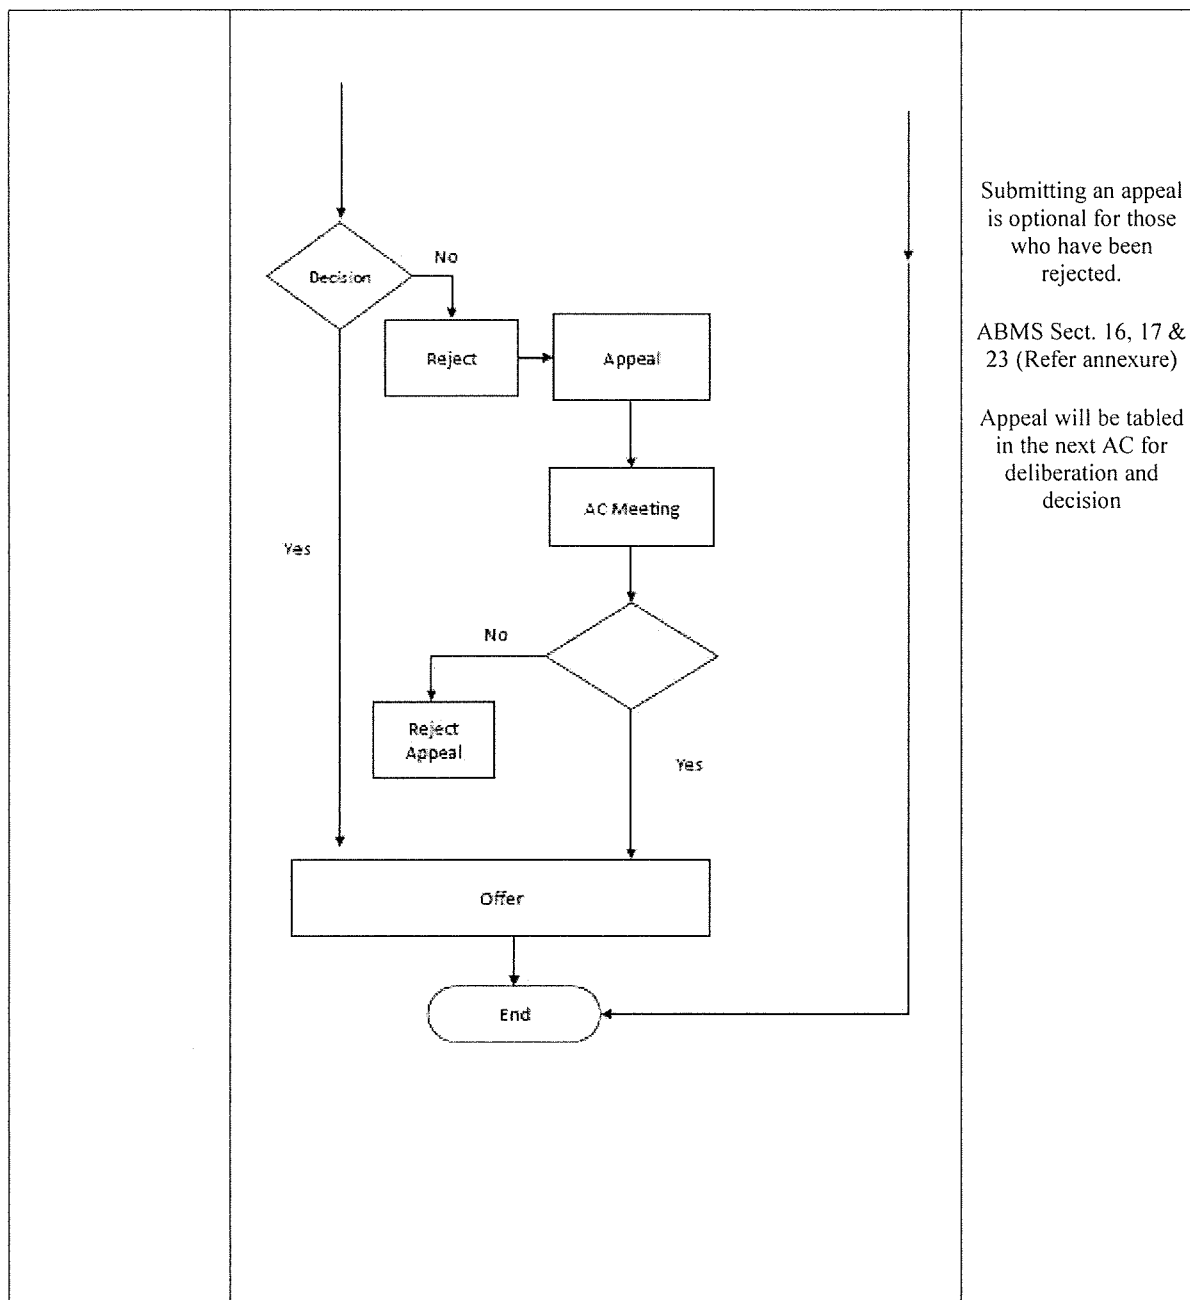 No
Decision
Reject
Appeal
AC Meeting
Yes
No
Reject
Appeal
Yes
Offer
End
Submitting an appeal
is optional for those
who have been
rejected.
ABMS Sect. 16, 17 &
23 (Refer annexure)
Appeal will be tabled
in the next AC for
deliberation and
decision